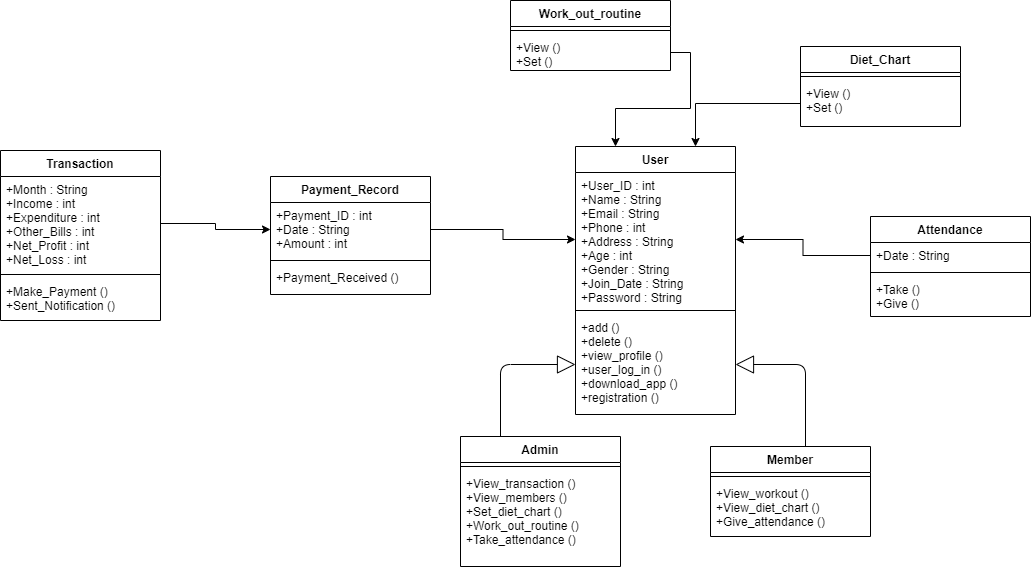 Work_out_routine
+View ()
+Set ()
Diet_Chart
+View ()
+Set ()
Transaction
+Month : String
+Income : int
+Expenditure : int
+Other_Bills : int
+Net_Profit : int
+Net_Loss : int
+Make_Payment ()
+Sent_Notification ()
Payment_Record
+Payment_ID : int
+Date : String
+Amount : int
+Payment_Received ()
User
+User_ID : int
+Name : String
+Email : String
+Phone : int
+Address : String
+Age : int
+Gender : String
+Join_Date : String
+Password : String
+add ()
+delete ()
+view_profile ()
+user_log_in ()
+download_app ()
+registration ()
Attendance
+Date : String
+Take ()
+Give ()
Admin
+View_transaction ()
+View_members ()
+Set_diet_chart ()
+Work_out_routine ()
+Take_attendance ()
Member
+View_workout ()
+View_diet_chart ()
+Give_attendance ()